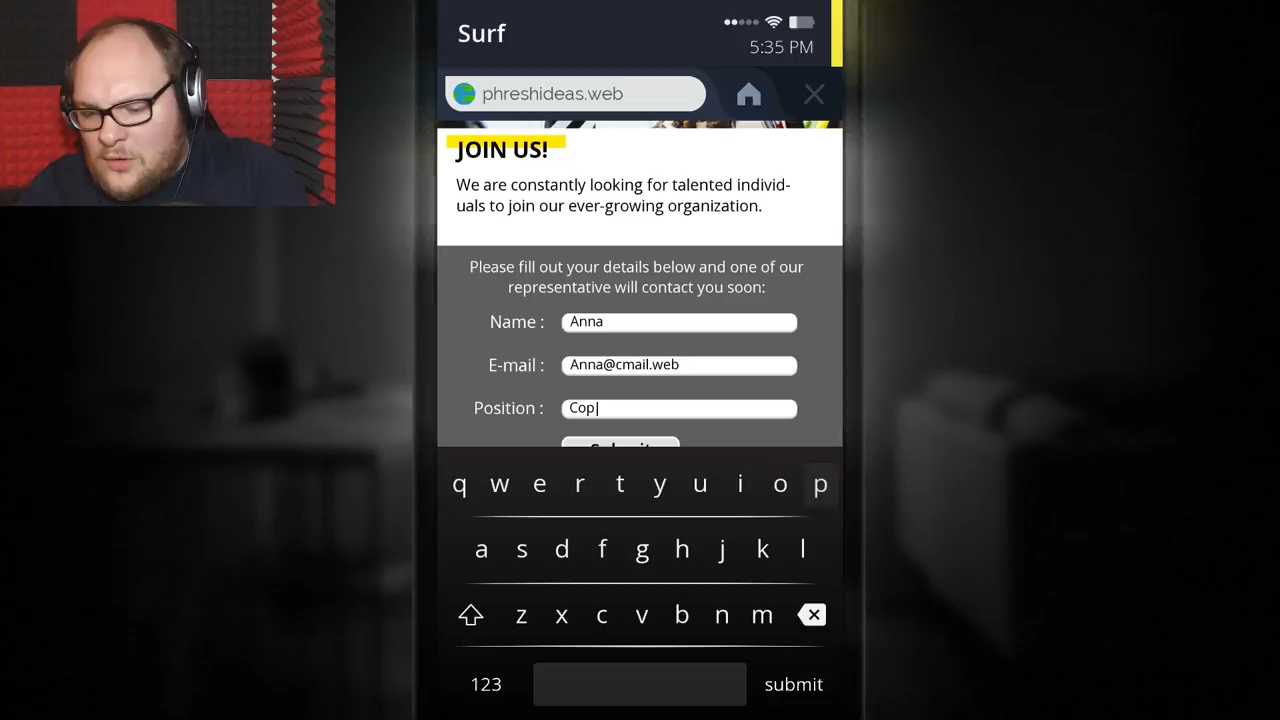 Surf
5:35 PM
phreshideas.web
JOIN US!
We are constantly looking for talented individ-
uals to join our ever-growing organization.
Please fill out your details below and one of our
representative will contact you soon:
Name : Anna
E-mail : Anna@cmail.web
Position : Cop
Submit
q w e r t y u i o p
a s d f g h j k l
z x c v b n m
123 submit